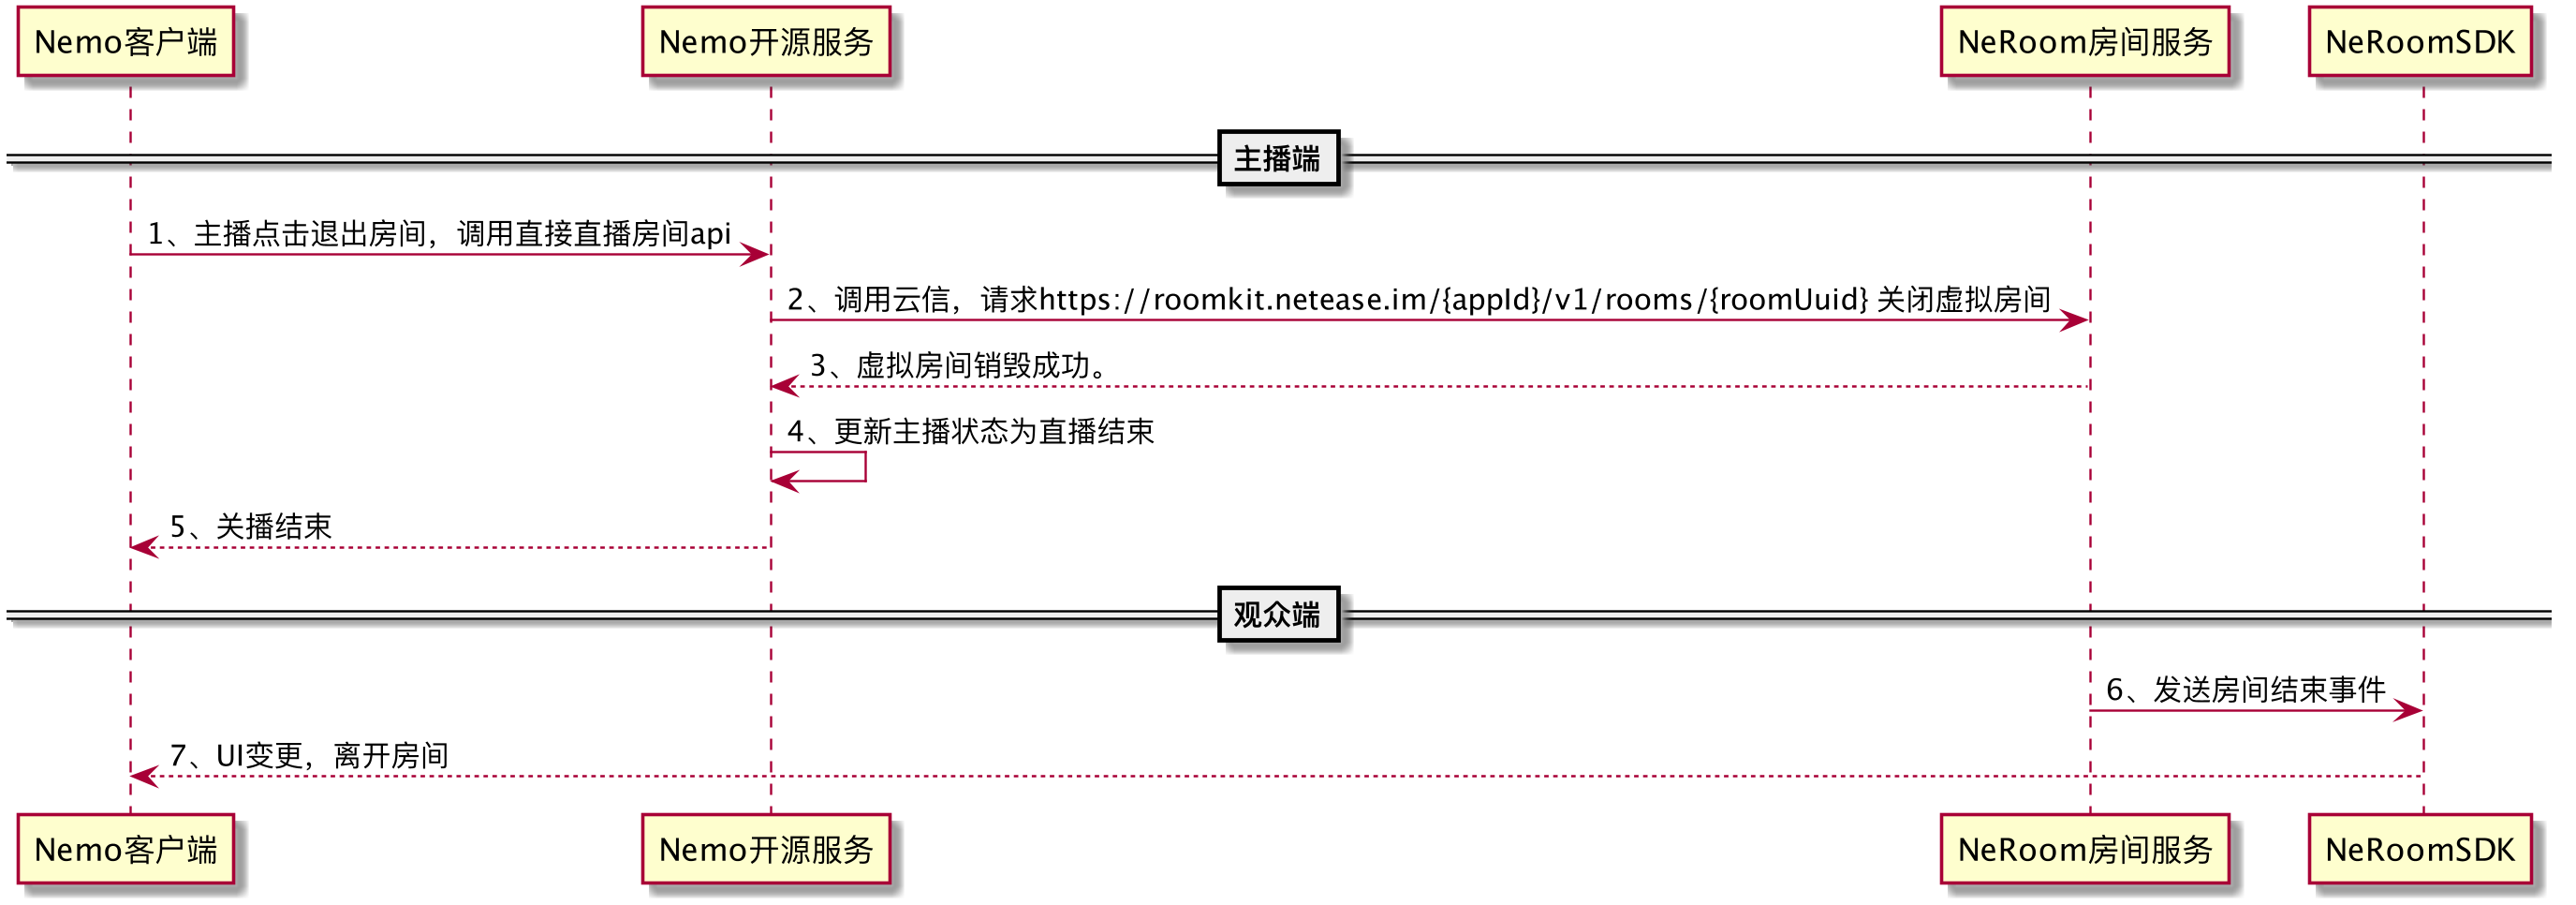 Nemo客户端
Nemo开源服务
NeRoom房间服务
NeRoomSDK
主播端
1、主播点击退出房间，调用直接直播房间api
2、调用云信，请求https://roomkit.netease.im/{appId}/v1/rooms/{roomUuid} 关闭虚拟房间
3、虚拟房间销毁成功。
4、更新主播状态为直播结束
5、关播结束
观众端
6、发送房间结束事件
7、UI变更，离开房间
Nemo客户端
Nemo开源服务
NeRoom房间服务
NeRoomSDK